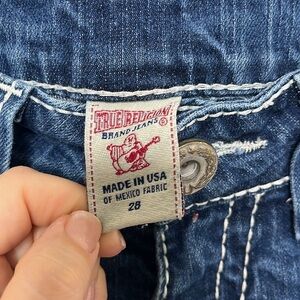 TRUE RELIGION
BRAND JEANS®
MADE IN USA
OF MEXICO FABRIC
28